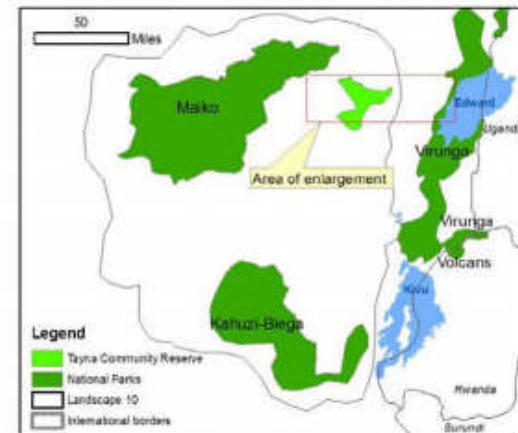 50
Miles
Maiko
Edward
Uganda
Virunga
Area of enlargement
Virunga
Volcans
Kivu
Kahuzi-Biega
Legend
Tayna Community Reserve
National Parks
Landscape 10
International borders
Rwanda
Burundi